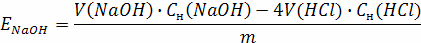 E_NaOH = (V(NaOH) · C_н(NaOH) − 4V(HCl) · C_н(HCl)) / m